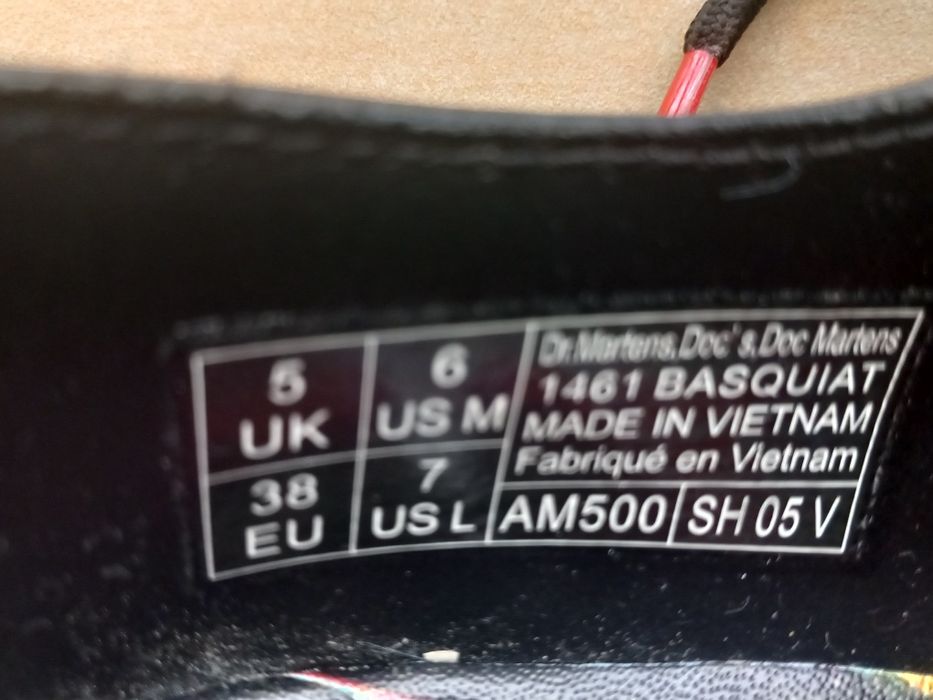 5
UK
6
US M
38
EU
7
US L
Dr.Martens.Doc's.Doc Martens
1461 BASQUIAT
MADE IN VIETNAM
Fabriqué en Vietnam
AM500
SH 05 V